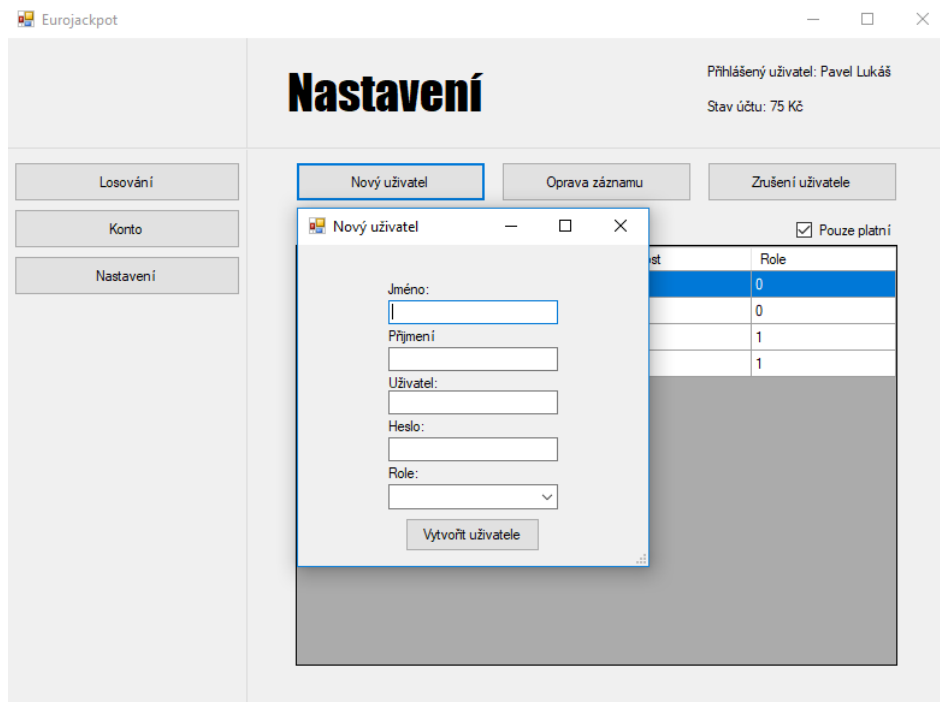 Eurojackpot
Nastavení
Přihlášený uživatel: Pavel Lukáš
Stav účtu: 75 Kč
Losování
Konto
Nastavení
Nový uživatel
Oprava záznamu
Zrušení uživatele
Pouze platní
Role
0
0
1
1
Nový uživatel
Jméno:
Příjmení
Uživatel:
Heslo:
Role:
Vytvořit uživatele